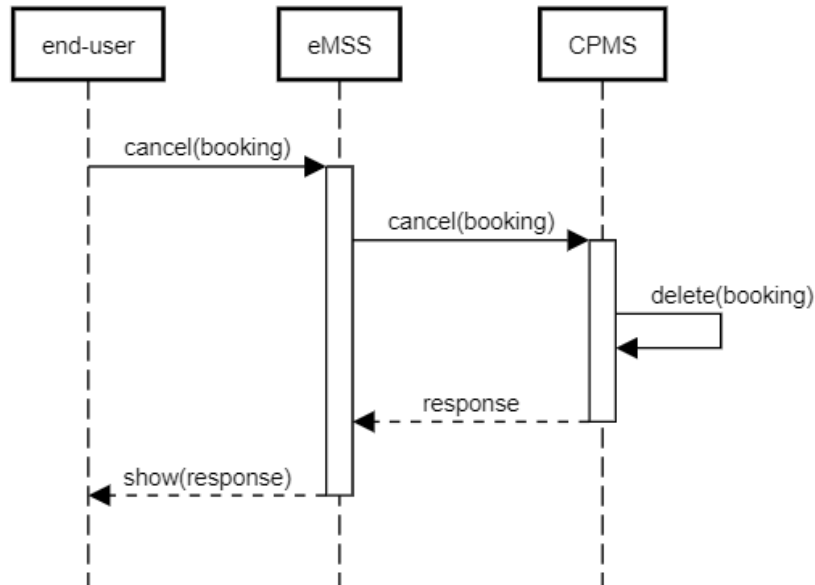 end-user
eMSS
CPMS
cancel(booking)
cancel(booking)
delete(booking)
response
show(response)